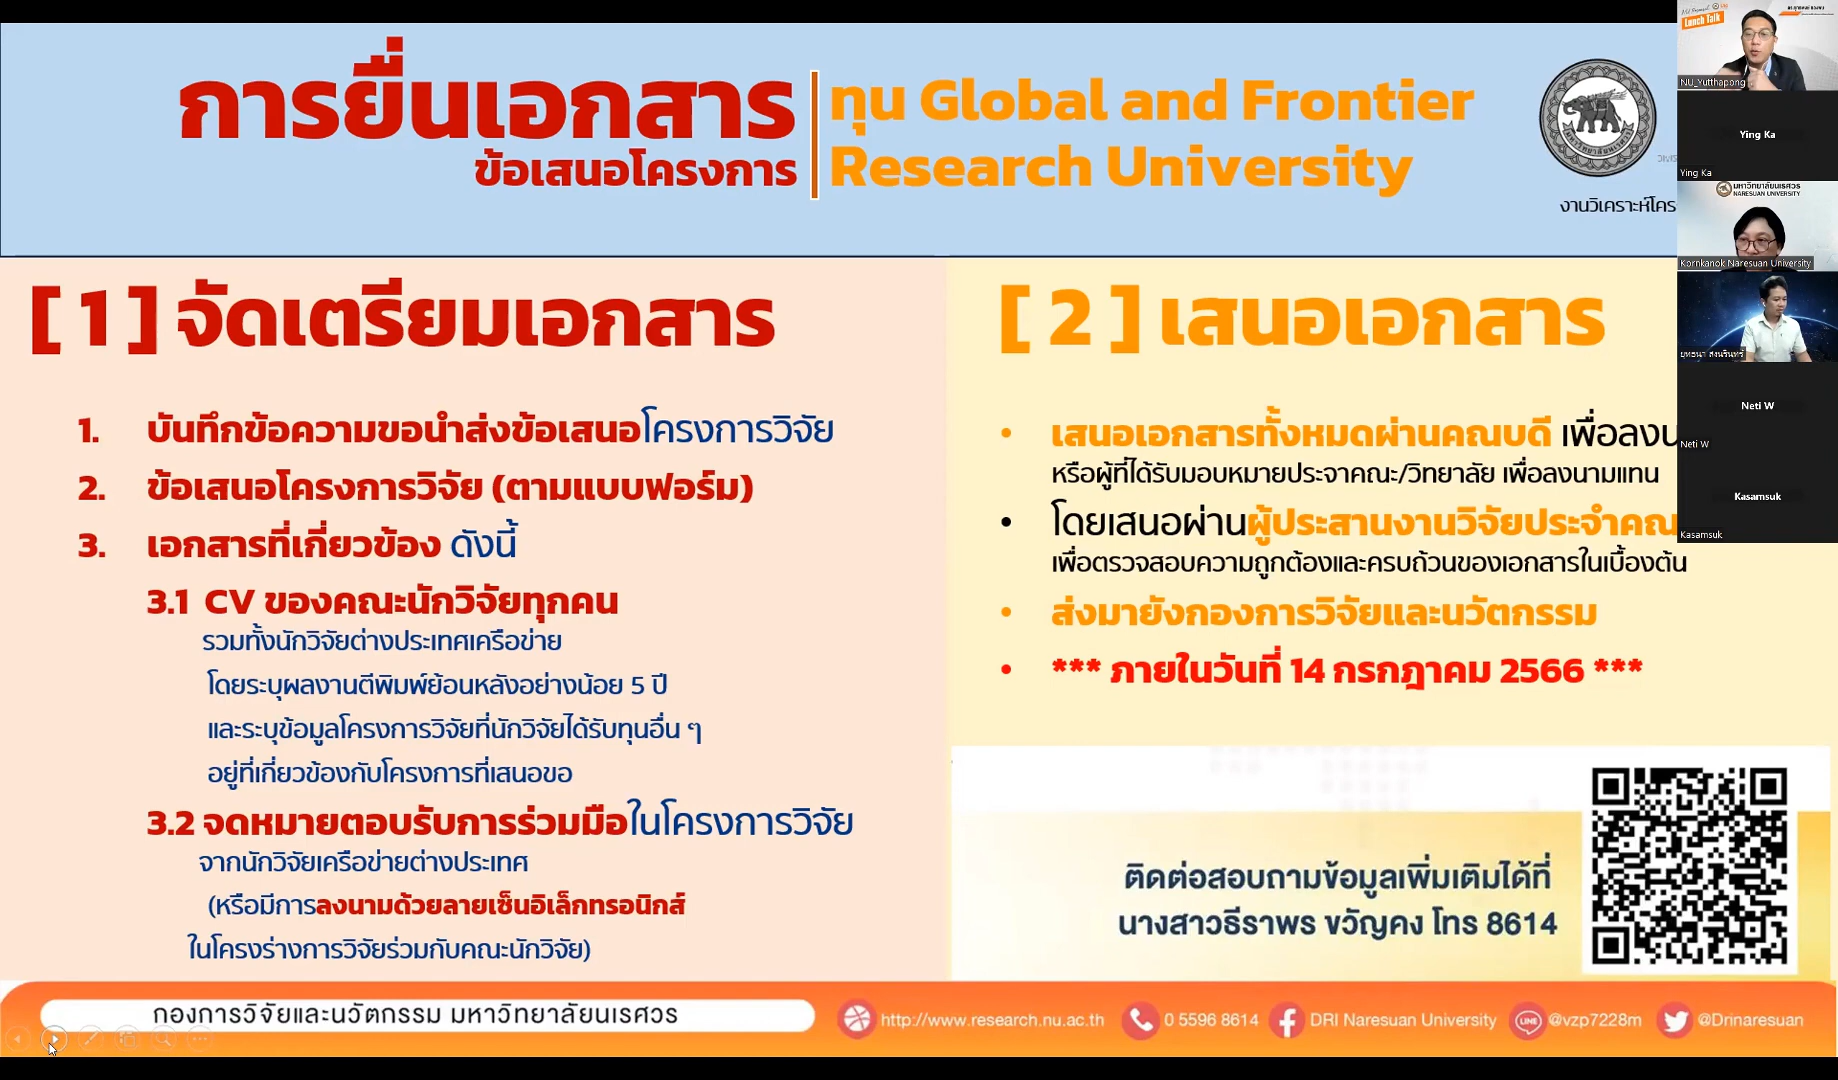 การยื่นเอกสาร
ข้อเสนอโครงการ
ทุน Global and Frontier
Research University
งานวิเคราะห์โคร
[ 1 ] จัดเตรียมเอกสาร
1. บันทึกข้อความขอนำส่งข้อเสนอโครงการวิจัย
2. ข้อเสนอโครงการวิจัย (ตามแบบฟอร์ม)
3. เอกสารที่เกี่ยวข้อง ดังนี้
3.1 CV ของคณะนักวิจัยทุกคน
รวมทั้งนักวิจัยต่างประเทศเครือข่าย
โดยระบุผลงานตีพิมพ์ย้อนหลังอย่างน้อย 5 ปี
และระบุข้อมูลโครงการวิจัยที่นักวิจัยได้รับทุนอื่น ๆ
อยู่ที่เกี่ยวข้องกับโครงการที่เสนอขอ
3.2 จดหมายตอบรับการร่วมมือในโครงการวิจัย
จากนักวิจัยเครือข่ายต่างประเทศ
(หรือมีการลงนามด้วยลายเซ็นอิเล็กทรอนิกส์
ในโครงร่างการวิจัยร่วมกับคณะนักวิจัย)
[ 2 ] เสนอเอกสาร
• เสนอเอกสารทั้งหมดผ่านคณบดี เพื่อลงน
หรือผู้ที่ได้รับมอบหมายประจาคณะ/วิทยาลัย เพื่อลงนามแทน
• โดยเสนอผ่านผู้ประสานงานวิจัยประจำคณ
เพื่อตรวจสอบความถูกต้องและครบถ้วนของเอกสารในเบื้องต้น
• ส่งมายังกองการวิจัยและนวัตกรรม
• *** ภายในวันที่ 14 กรกฎาคม 2566 ***
ติดต่อสอบถามข้อมูลเพิ่มเติมได้ที่
นางสาวธีราพร ขวัญคง โทร 8614
กองการวิจัยและนวัตกรรม มหาวิทยาลัยนเรศวร
http://www.research.nu.ac.th
0 5596 8614
DRI Naresuan University
LINE @vzp7228m
@Drinaresuan
Lunch Talk
NU_Yutthapong
Ying Ka
Ying Ka
มหาวิทยาลัยนเรศวร
NARESUAN UNIVERSITY
Kornkanok Naresuan University
Neti W
Neti W
Kasamsuk
Kasamsuk